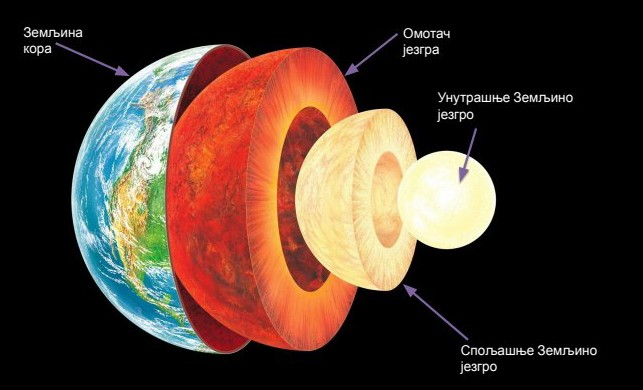 Земљина
кора
Омотач
језгра
Унутрашње Земљино
језгро
Спољашње Земљино
језгро